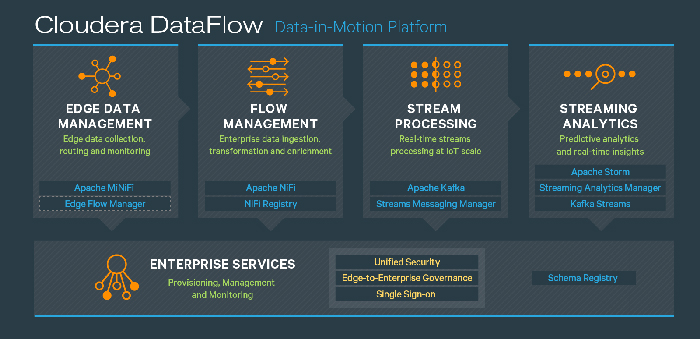 Cloudera DataFlow Data-in-Motion Platform
EDGE DATA
MANAGEMENT
Edge data collection,
routing and monitoring
Apache MiNiFi
Edge Flow Manager
FLOW
MANAGEMENT
Enterprise data ingestion,
transformation and enrichment
Apache NiFi
NiFi Registry
STREAM
PROCESSING
Real-time streams
processing at IoT scale
Apache Kafka
Streams Messaging Manager
STREAMING
ANALYTICS
Predictive analytics
and real-time insights
Apache Storm
Streaming Analytics Manager
Kafka Streams
ENTERPRISE SERVICES
Provisioning, Management
and Monitoring
Unified Security
Edge-to-Enterprise Governance
Single Sign-on
Schema Registry